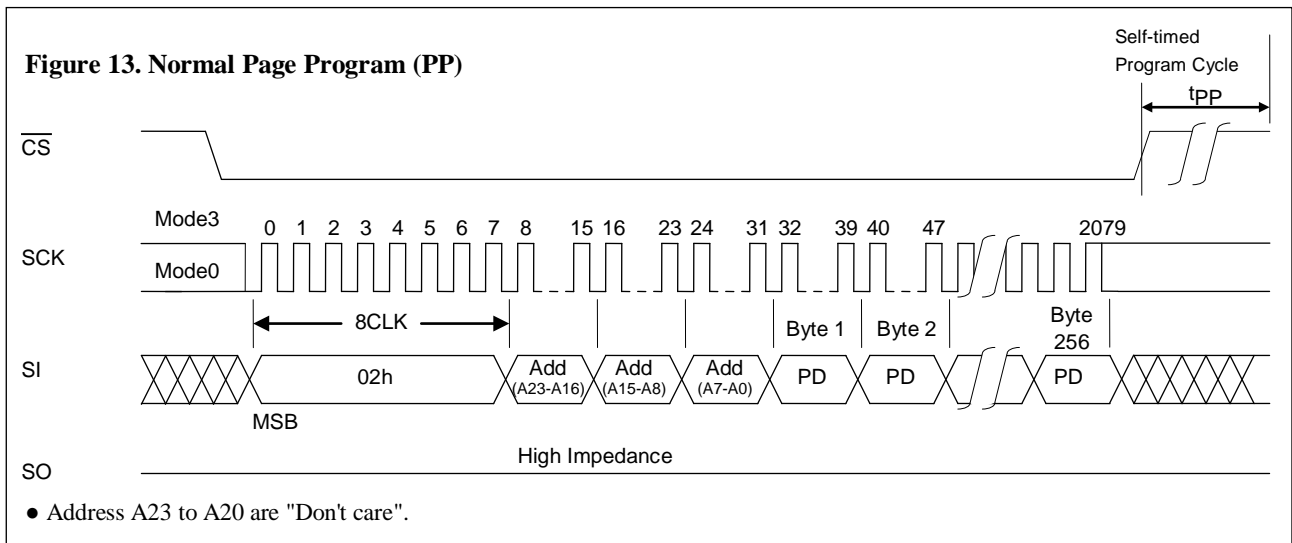 Figure 13. Normal Page Program (PP)
Self-timed
Program Cycle
tPP
CS
Mode3
0 1 2 3 4 5 6 7 8 15 16 23 24 31 32 39 40 47 2079
SCK
Mode0
8CLK
Byte 1 Byte 2 Byte
256
SI
02h
Add
(A23-A16)
Add
(A15-A8)
Add
(A7-A0)
PD PD PD
MSB
High Impedance
SO
● Address A23 to A20 are "Don't care".